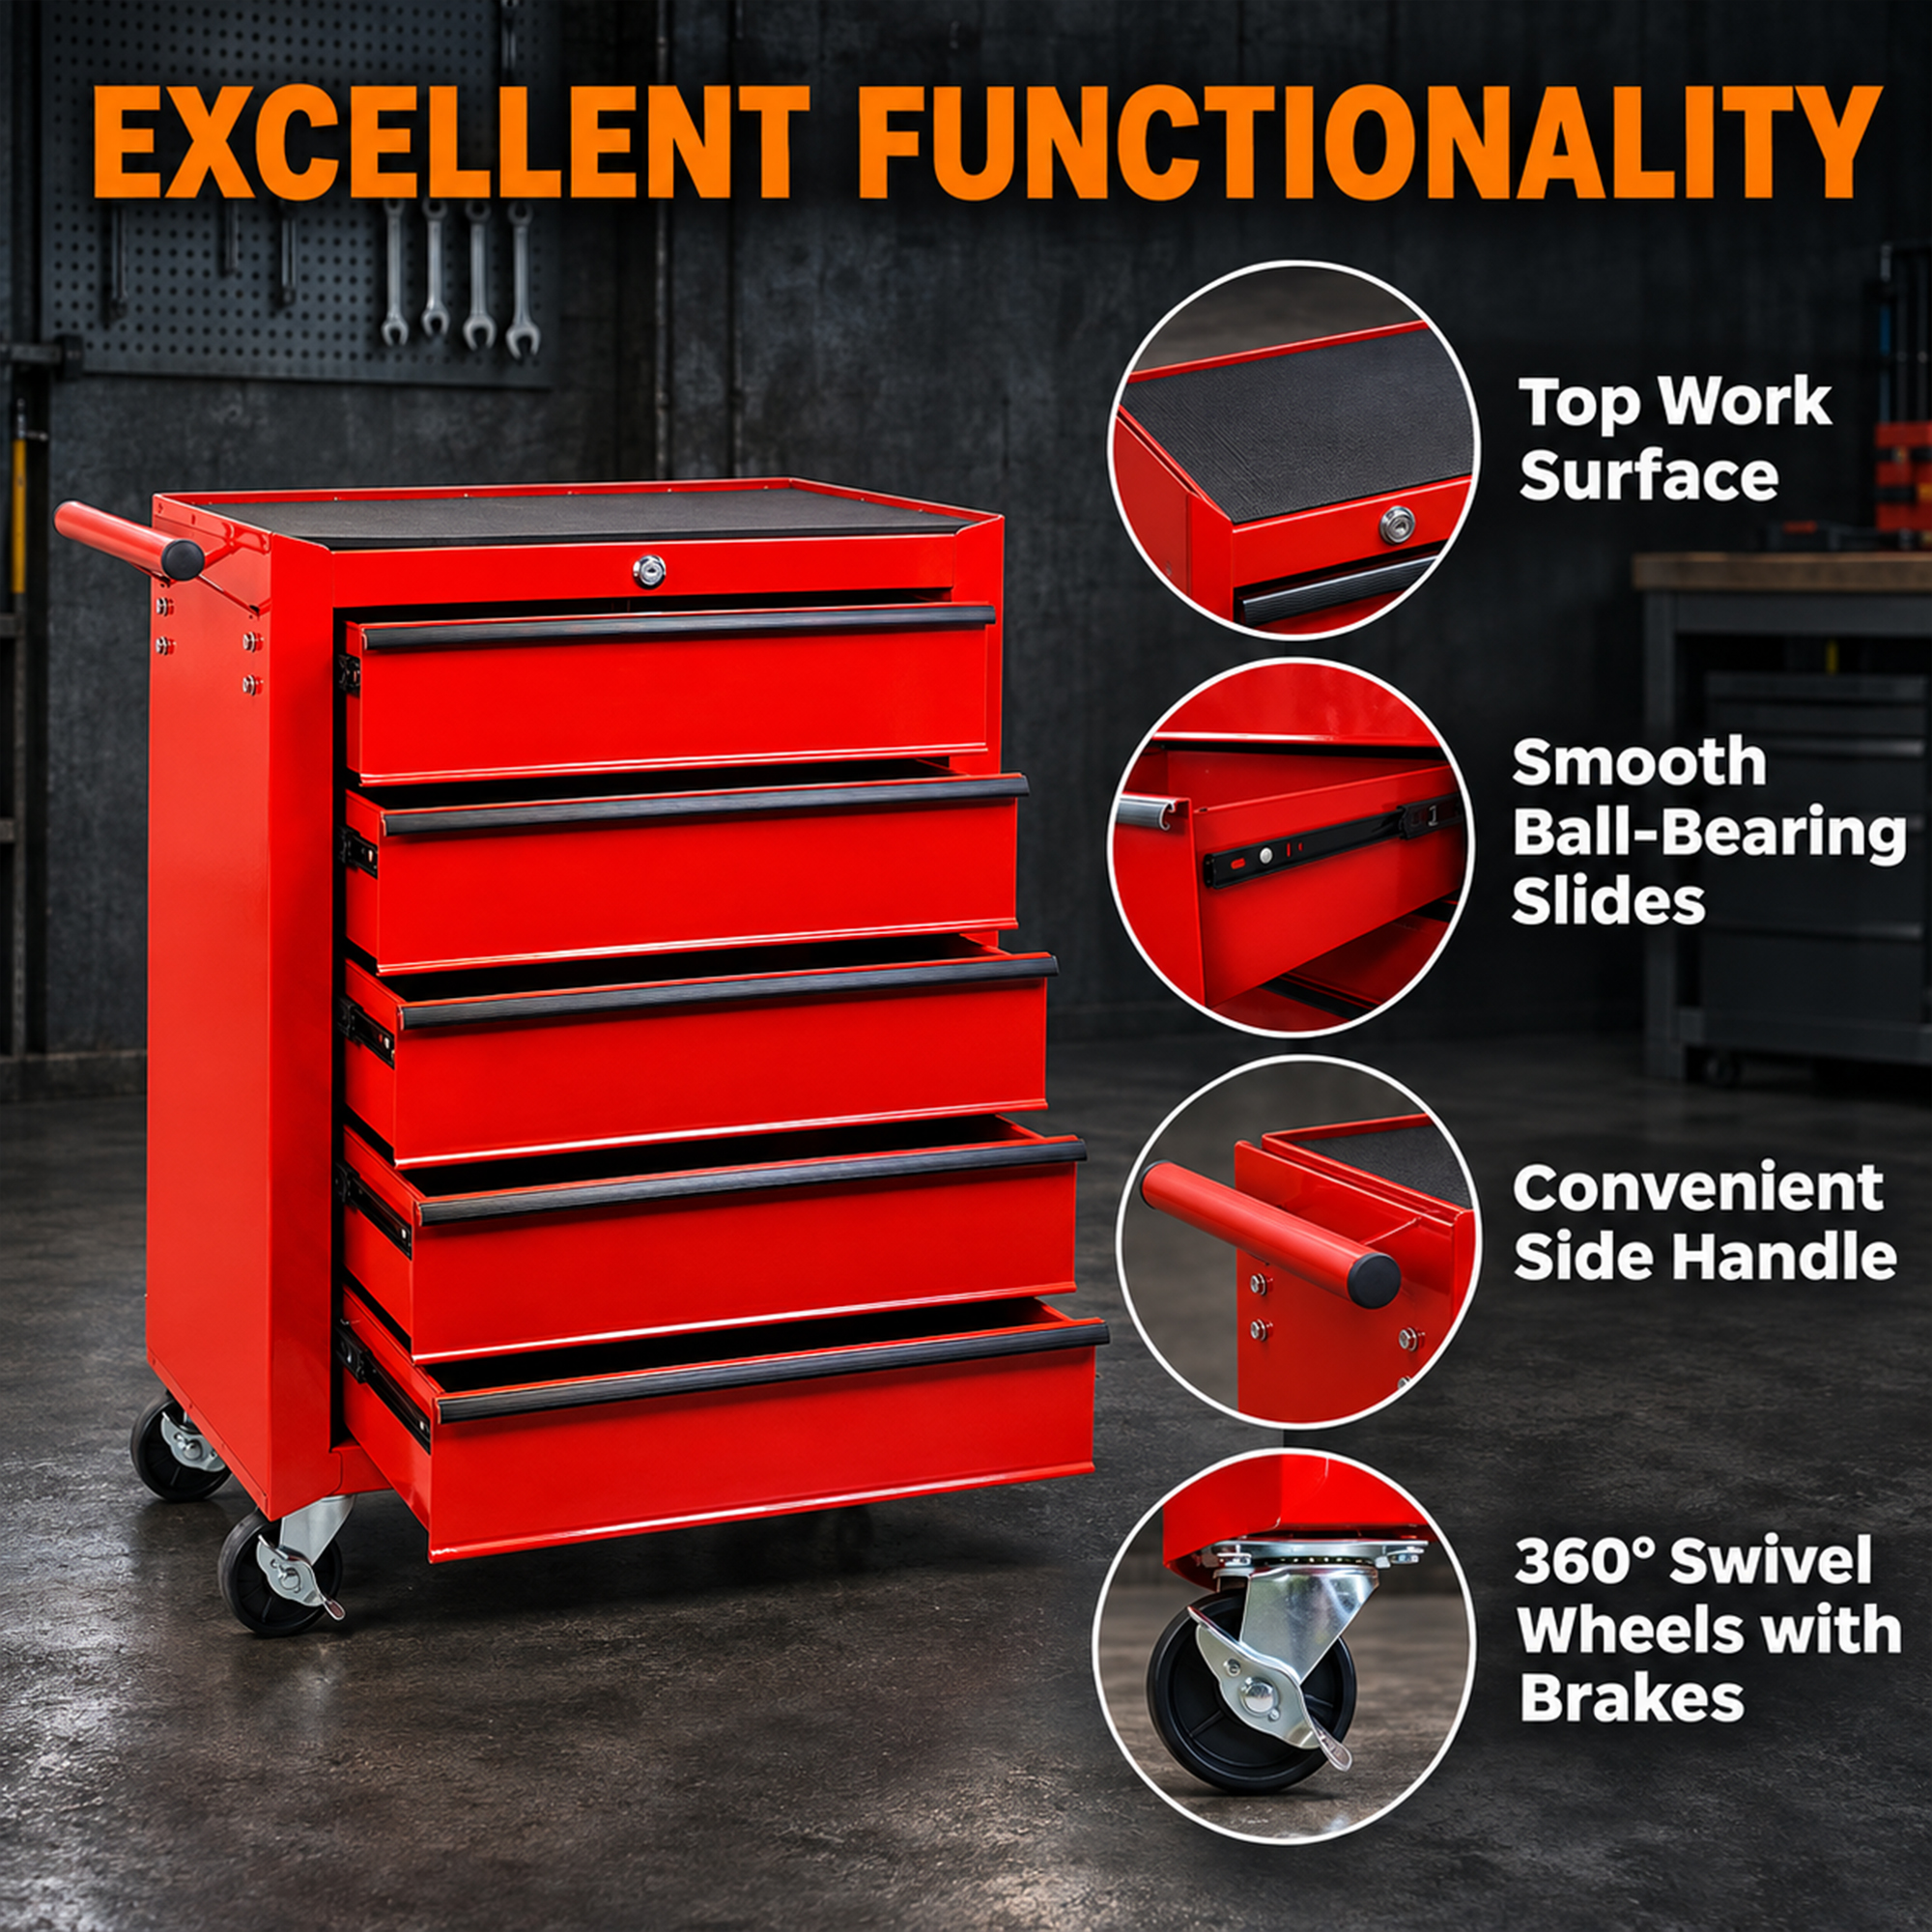 EXCELLENT FUNCTIONALITY
Top Work
Surface
Smooth
Ball-Bearing
Slides
Convenient
Side Handle
360° Swivel
Wheels with
Brakes